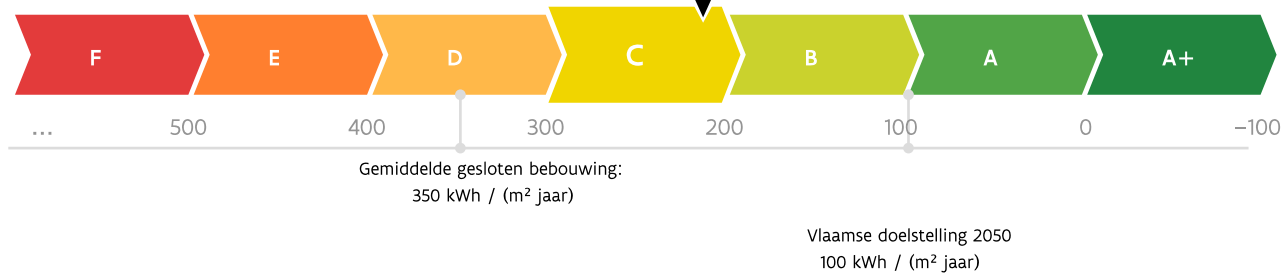 F E D C B A A+
... 500 400 300 200 100 0 −100
Gemiddelde gesloten bebouwing:
350 kWh / (m² jaar)
Vlaamse doelstelling 2050
100 kWh / (m² jaar)